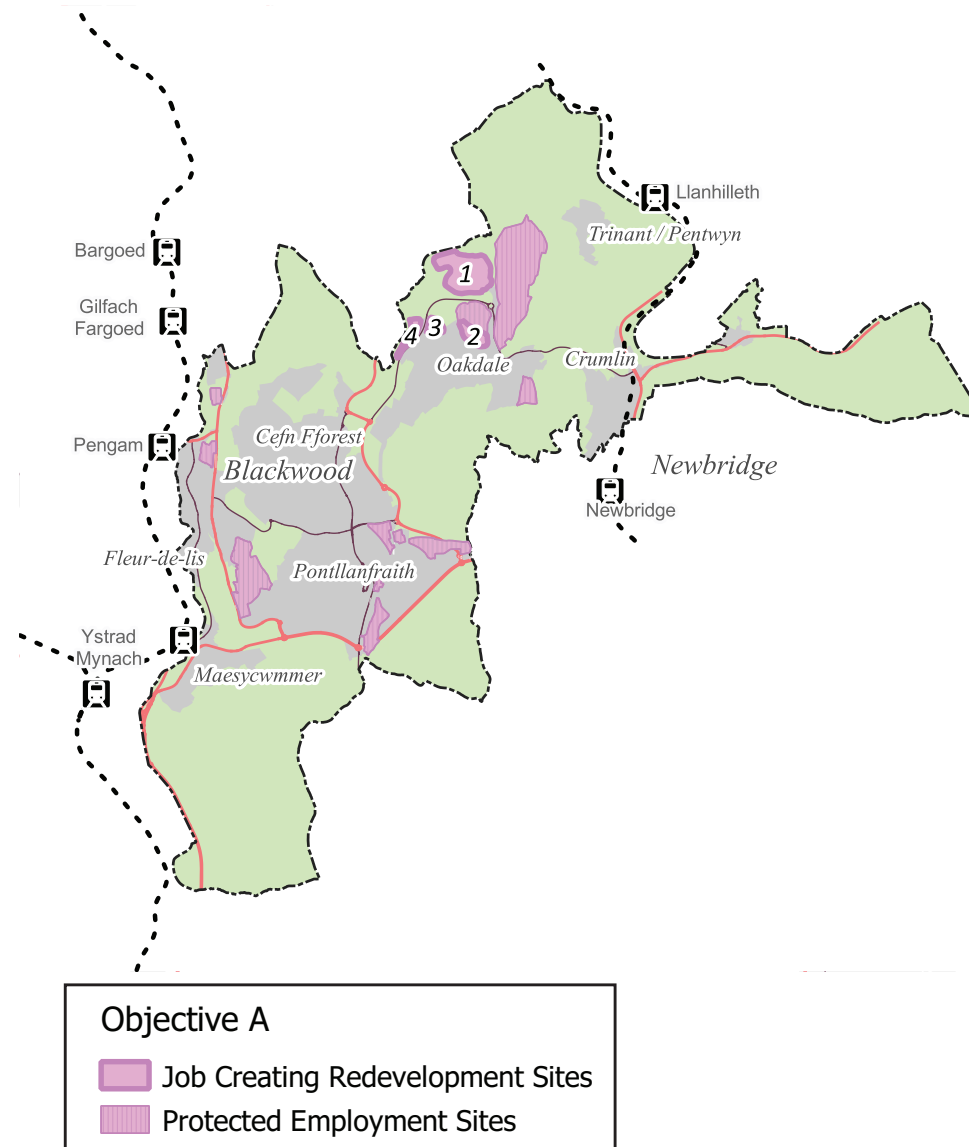 Llanhilleth
Trinant / Pentwyn
Bargoed
1
Gilfach
Fargoed
4
3
2
Oakdale
Crumlin
Cefn Fforest
Pengam
Blackwood
Newbridge
Newbridge
Fleur-de-lis
Pontllanfraith
Ystrad
Mynach
Maesycwmmer
Objective A
Job Creating Redevelopment Sites
Protected Employment Sites